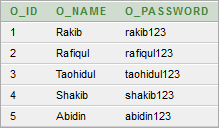 O_ID O_NAME O_PASSWORD
1 Rakib rakib123
2 Rafiqul rafiqul123
3 Taohidul taohidul123
4 Shakib shakib123
5 Abidin abidin123